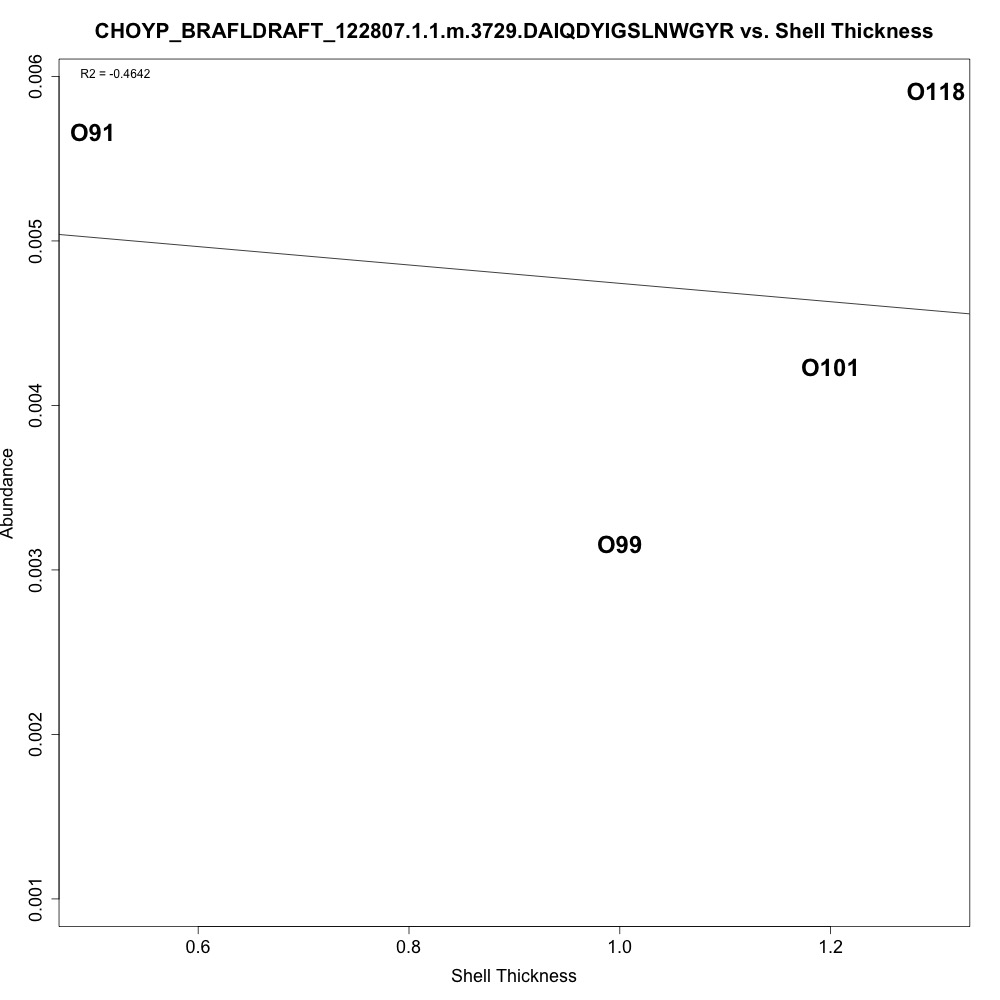 CHOYP_BRAFLDRAFT_122807.1.1.m.3729.DAIQDYIGSLNWGYR vs. Shell Thickness
R2 = -0.4642
O118
O91
O101
O99
Abundance
0.006
0.005
0.004
0.003
0.002
0.001
0.6 0.8 1.0 1.2
Shell Thickness